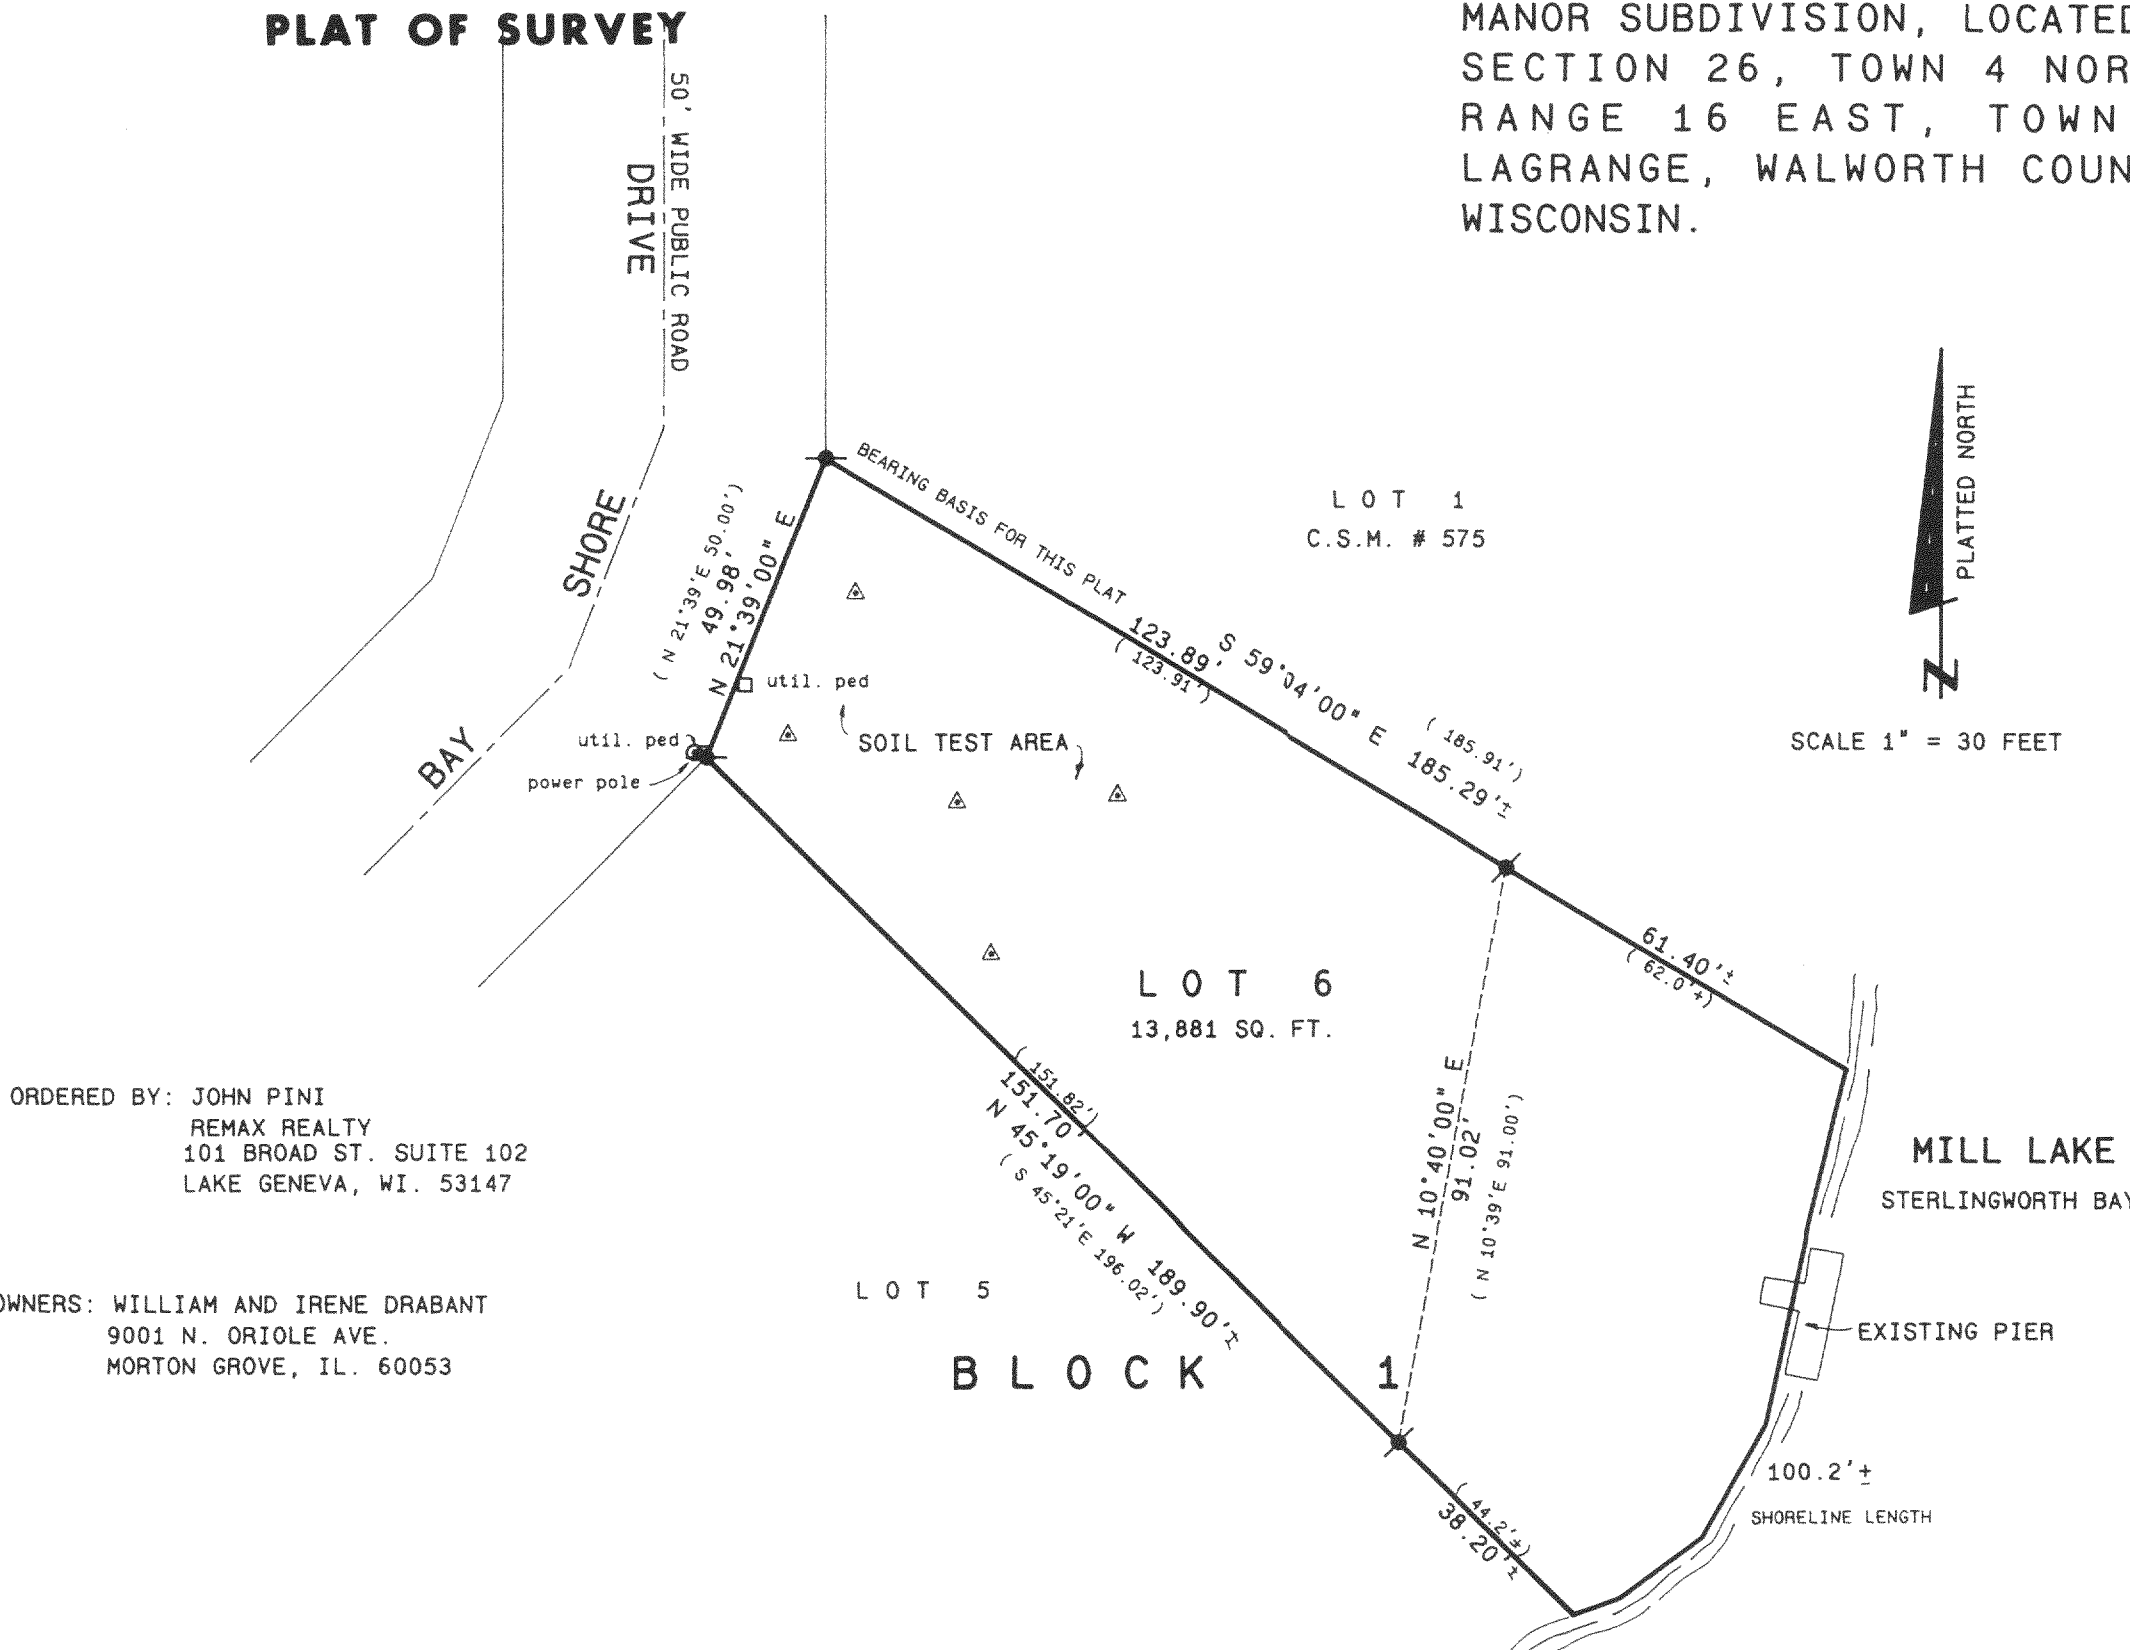 PLAT OF SURVEY
MANOR SUBDIVISION, LOCATED
SECTION 26, TOWN 4 NOR
RANGE 16 EAST, TOWN
LAGRANGE, WALWORTH COUN
WISCONSIN.
50' WIDE PUBLIC ROAD
DRIVE
SHORE
BAY
PLATTED NORTH
N
SCALE 1" = 30 FEET
BEARING BASIS FOR THIS PLAT
LOT 1
C.S.M. # 575
( N 21°39'E 50.00')
49.98'
N 21°39'00" E
123.89'
( 123.91')
S 59°04'00" E 185.29'±
( 185.91')
util. ped
util. ped
power pole
SOIL TEST AREA
61.40'±
( 62.0'±)
LOT 6
13,881 SQ. FT.
( 151.82')
151.70'
N 45°19'00" W 189.90'±
( S 45°21'E 196.02')
N 10°40'00" E
91.02'
( N 10°39'E 91.00')
ORDERED BY: JOHN PINI
REMAX REALTY
101 BROAD ST. SUITE 102
LAKE GENEVA, WI. 53147
MILL LAKE
STERLINGWORTH BAY
LOT 5
OWNERS: WILLIAM AND IRENE DRABANT
9001 N. ORIOLE AVE.
MORTON GROVE, IL. 60053
EXISTING PIER
BLOCK 1
100.2'±
SHORELINE LENGTH
( 44.2'±)
38.20'±